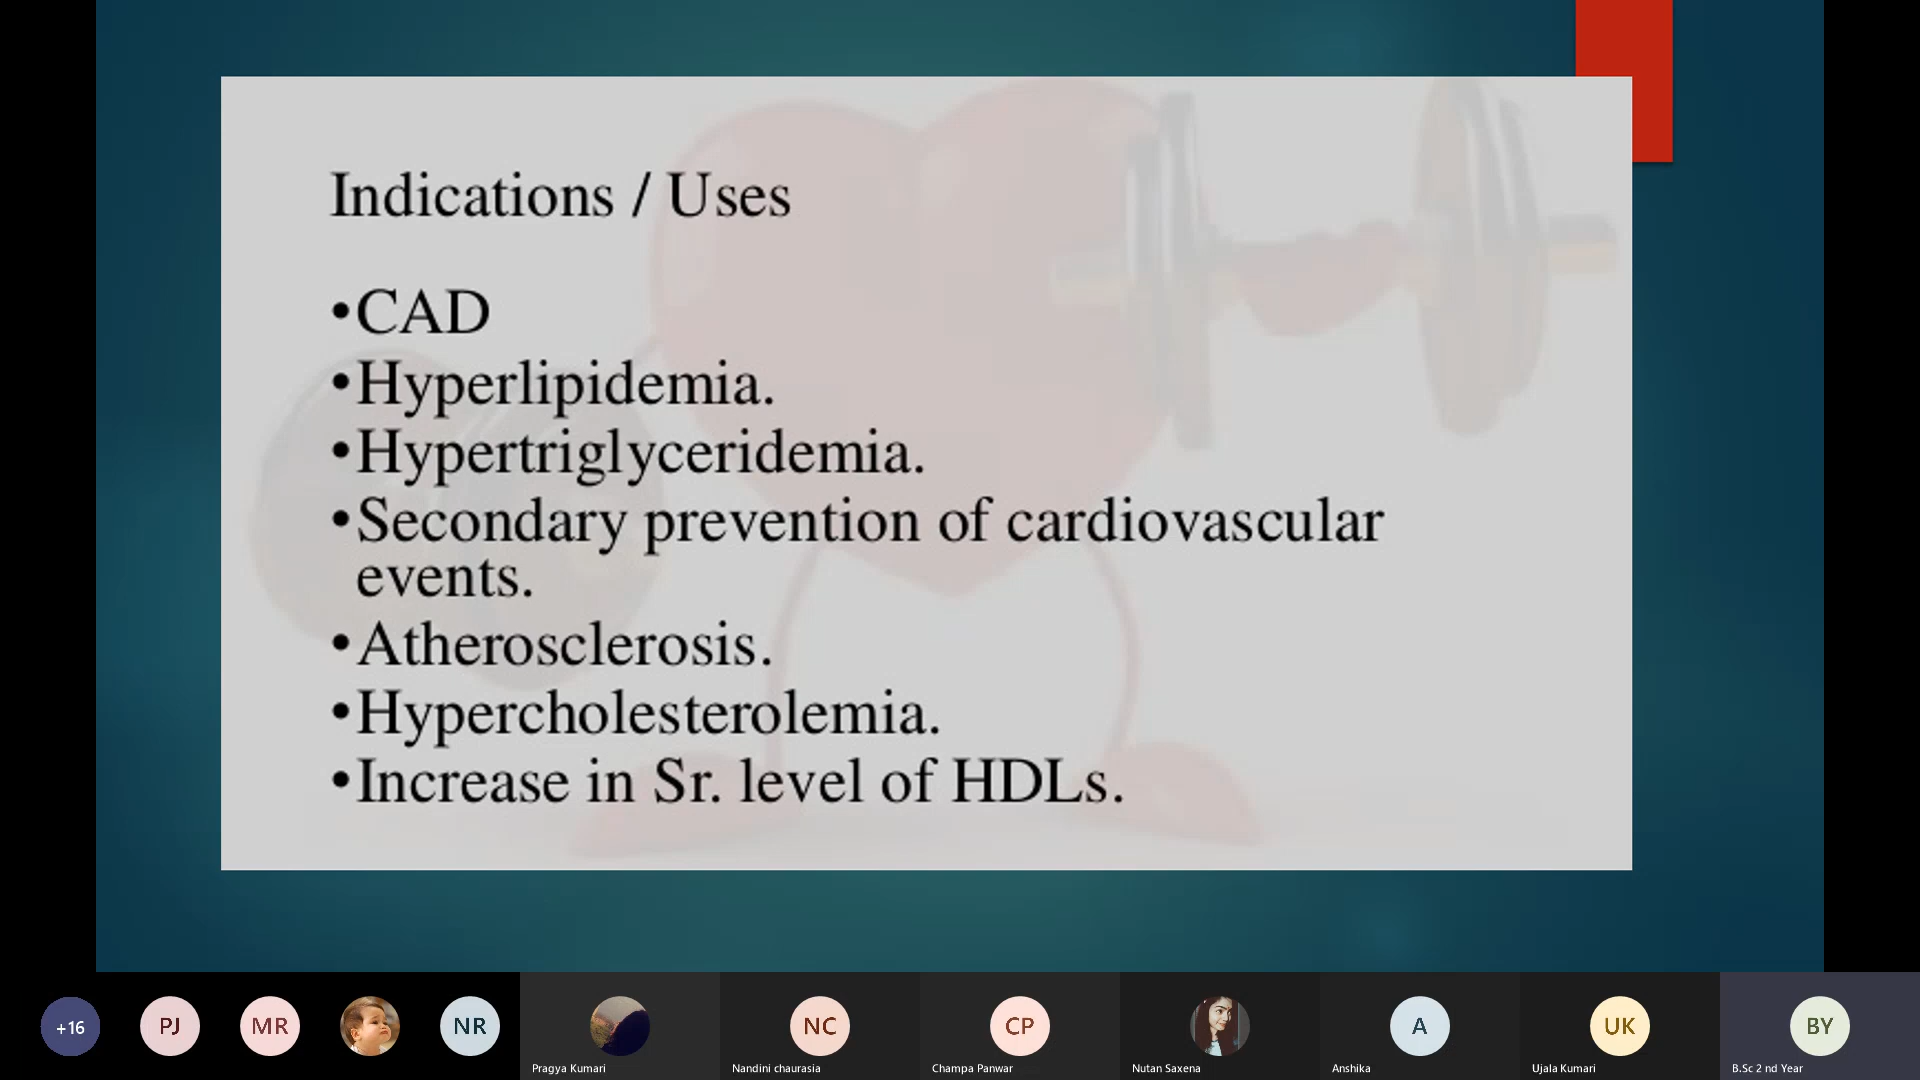 Indications / Uses
•CAD
•Hyperlipidemia.
•Hypertriglyceridemia.
•Secondary prevention of cardiovascular
events.
•Atherosclerosis.
•Hypercholesterolemia.
•Increase in Sr. level of HDLs.
+16
PJ
MR
NR
NC
CP
A
UK
BY
Pragya Kumari
Nandini chaurasia
Champa Panwar
Nutan Saxena
Anshika
Ujala Kumari
B.Sc 2 nd Year